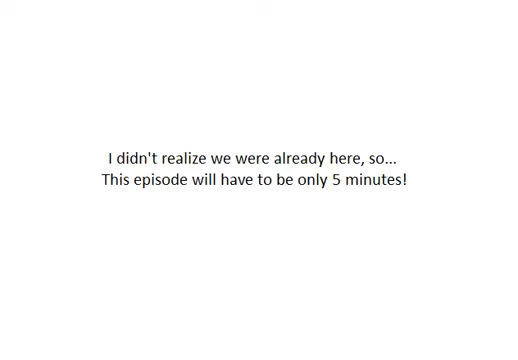 I didn't realize we were already here, so...
This episode will have to be only 5 minutes!